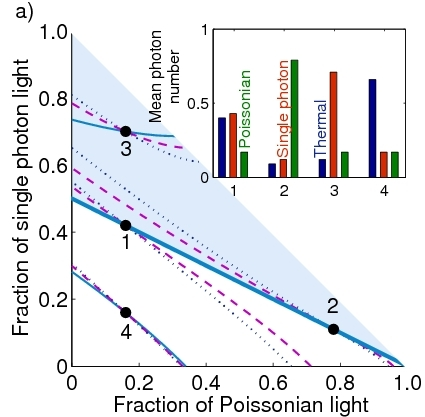 a)
Fraction of single photon light
1.0
0.8
0.6
0.4
0.2
0
0
0.2
0.4
0.6
0.8
1.0
Fraction of Poissonian light
3
1
2
4
Mean photon
number
1
0.5
0
Poissonian
Single photon
Thermal
1
2
3
4